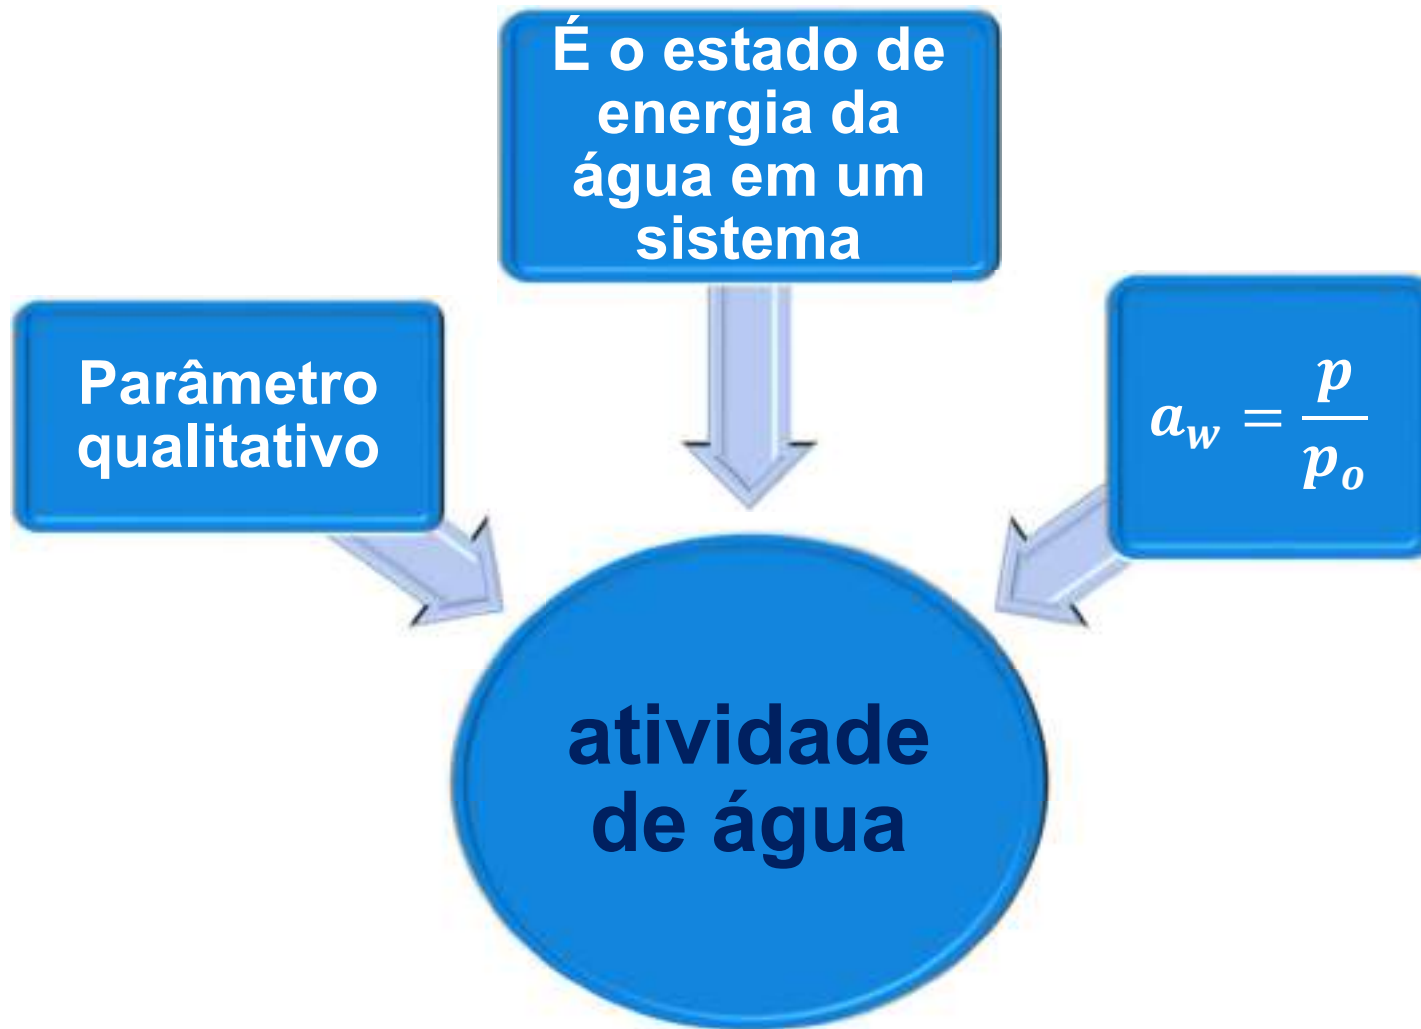 É o estado de
energia da
água em um
sistema
Parâmetro
qualitativo
a_w = p/p_o
atividade
de água